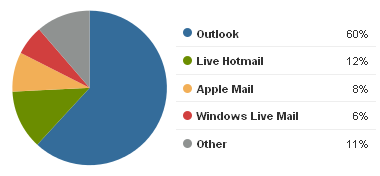 Outlook 60%
Live Hotmail 12%
Apple Mail 8%
Windows Live Mail 6%
Other 11%